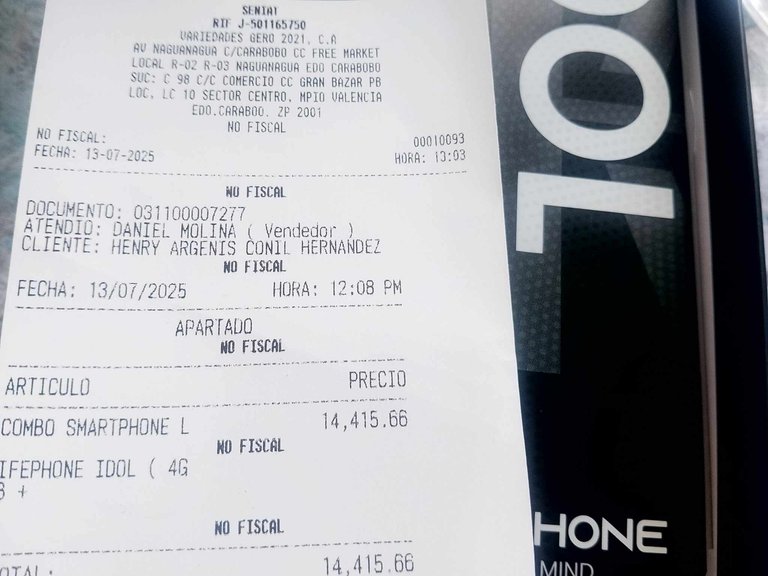 SENIAT
RIF J-501165750
VARIEDADES GERO 2021, C.A
AV NAGUANAGUA C/CARABOBO CC FREE MARKET
LOCAL R-02 R-03 NAGUANAGUA EDO CARABOBO
SUC: C 98 C/C COMERCIO CC GRAN BAZAR PB
LOC. LC 10 SECTOR CENTRO. MPIO VALENCIA
EDO.CARABOO. ZP 2001
NO FISCAL
NO FISCAL: 00010093
FECHA: 13-07-2025 HORA: 13:03
NO FISCAL
DOCUMENTO: 031100007277
ATENDIO: DANIEL MOLINA ( Vendedor )
CLIENTE: HENRY ARGENIS CONIL HERNANDEZ
NO FISCAL
FECHA: 13/07/2025 HORA: 12:08 PM
APARTADO
NO FISCAL
ARTICULO PRECIO
COMBO SMARTPHONE L 14,415.66
NO FISCAL
IFEPHONE IDOL ( 4G
+
NO FISCAL
OTAL: 14,415.66
OL
HONE
MIND